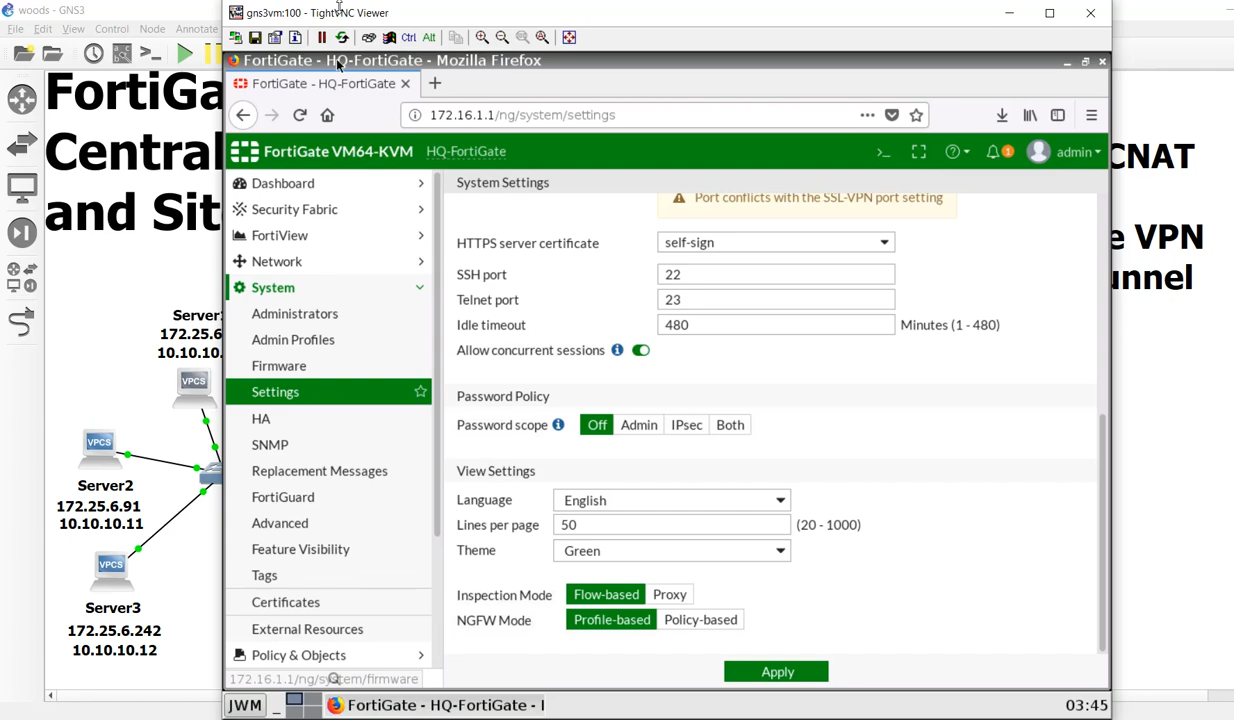 woods - GNS3
File Edit View Control Node Annotate
gns3vm:100 - TightVNC Viewer
Ctrl Alt
FortiGate - HQ-FortiGate - Mozilla Firefox
FortiGate - HQ-FortiGate
172.16.1.1/ng/system/settings
FortiGate VM64-KVM HQ-FortiGate
1 admin
FortiGa
Central
and Sit
CNAT
e VPN
unnel
Dashboard
Security Fabric
FortiView
Network
System
Administrators
Admin Profiles
Firmware
Settings
HA
SNMP
Replacement Messages
FortiGuard
Advanced
Feature Visibility
Tags
Certificates
External Resources
Policy & Objects
172.16.1.1/ng/system/firmware
System Settings
Port conflicts with the SSL-VPN port setting
HTTPS server certificate self-sign
SSH port 22
Telnet port 23
Idle timeout 480 Minutes (1 - 480)
Allow concurrent sessions
Password Policy
Password scope Off Admin IPsec Both
View Settings
Language English
Lines per page 50 (20 - 1000)
Theme Green
Inspection Mode Flow-based Proxy
NGFW Mode Profile-based Policy-based
Apply
Server
172.25.6
10.10.10.
VPCS
VPCS
Server2
172.25.6.91
10.10.10.11
VPCS
Server3
172.25.6.242
10.10.10.12
JWM
FortiGate - HQ-FortiGate -
03:45